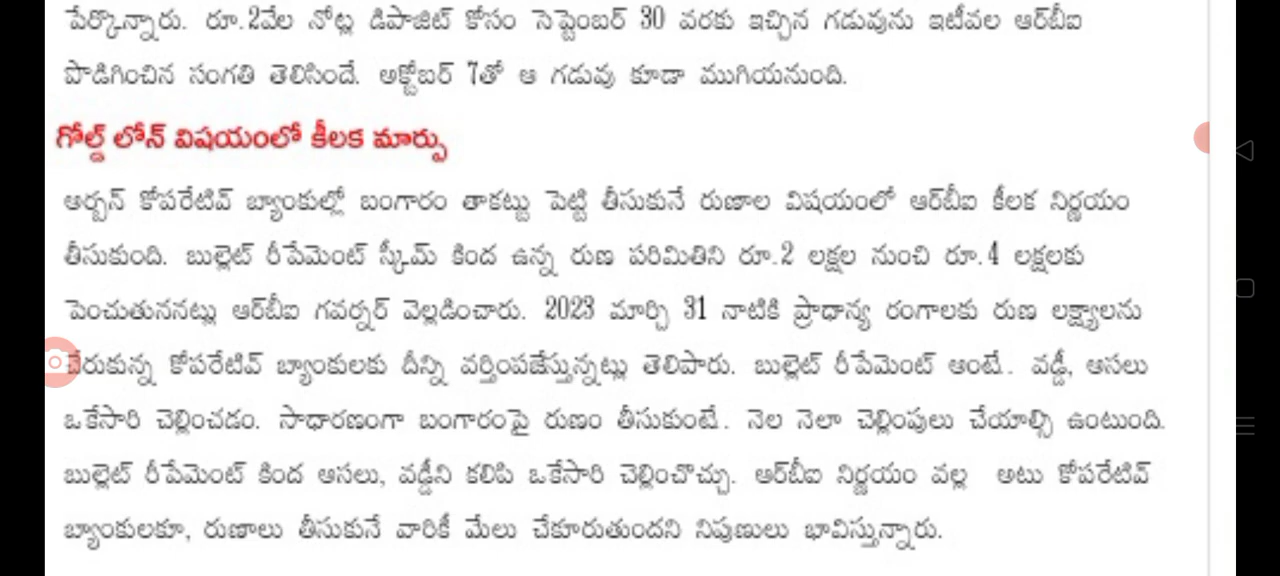 పేర్కొన్నారు. రూ.2వేల నోట్ల డిపాజిట్ కోసం సెప్టెంబర్ 30 వరకు ఇచ్చిన గడువును ఇటీవల ఆర్‌బీఐ
పొడిగించిన సంగతి తెలిసిందే. అక్టోబర్ 7తో ఆ గడువు కూడా ముగియనుంది.
గోల్డ్ లోన్ విషయంలో కీలక మార్పు
అర్బన్ కోపరేటివ్ బ్యాంకుల్లో బంగారం తాకట్టు పెట్టి తీసుకునే రుణాల విషయంలో ఆర్‌బీఐ కీలక నిర్ణయం
తీసుకుంది. బుల్లెట్ రీపేమెంట్ స్కీమ్ కింద ఉన్న రుణ పరిమితిని రూ.2 లక్షల నుంచి రూ.4 లక్షలకు
పెంచుతుననట్లు ఆర్‌బీఐ గవర్నర్ వెల్లడించారు. 2023 మార్చి 31 నాటికి ప్రాధాన్య రంగాలకు రుణ లక్ష్యాలను
చేరుకున్న కోపరేటివ్ బ్యాంకులకు దీన్ని వర్తింపజేస్తున్నట్లు తెలిపారు. బుల్లెట్ రీపేమెంట్ అంటే.. వడ్డీ, అసలు
ఒకేసారి చెల్లించడం. సాధారణంగా బంగారంపై రుణం తీసుకుంటే.. నెల నెలా చెల్లింపులు చేయాల్సి ఉంటుంది.
బుల్లెట్ రీపేమెంట్ కింద అసలు, వడ్డీని కలిపి ఒకేసారి చెల్లించొచ్చు. ఆర్‌బీఐ నిర్ణయం వల్ల అటు కోపరేటివ్
బ్యాంకులకూ, రుణాలు తీసుకునే వారికీ మేలు చేకూరుతుందని నిపుణులు భావిస్తున్నారు.